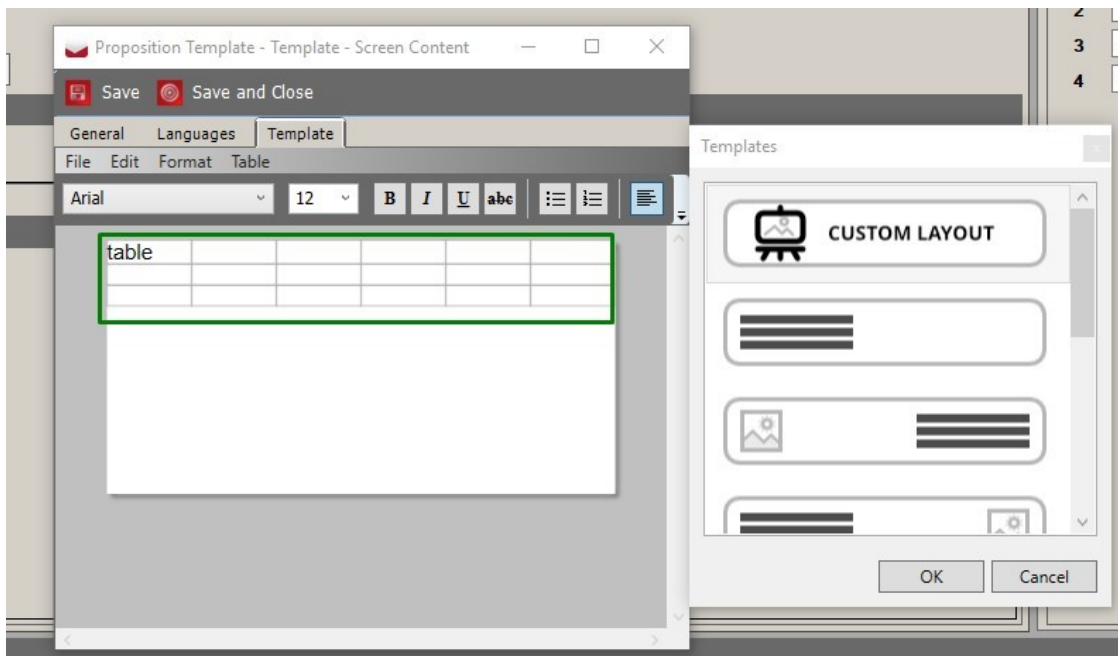 2
3
4
Proposition Template - Template - Screen Content
Save Save and Close
General Languages Template
File Edit Format Table
Arial 12 B I U abc
table
Templates
CUSTOM LAYOUT
OK Cancel